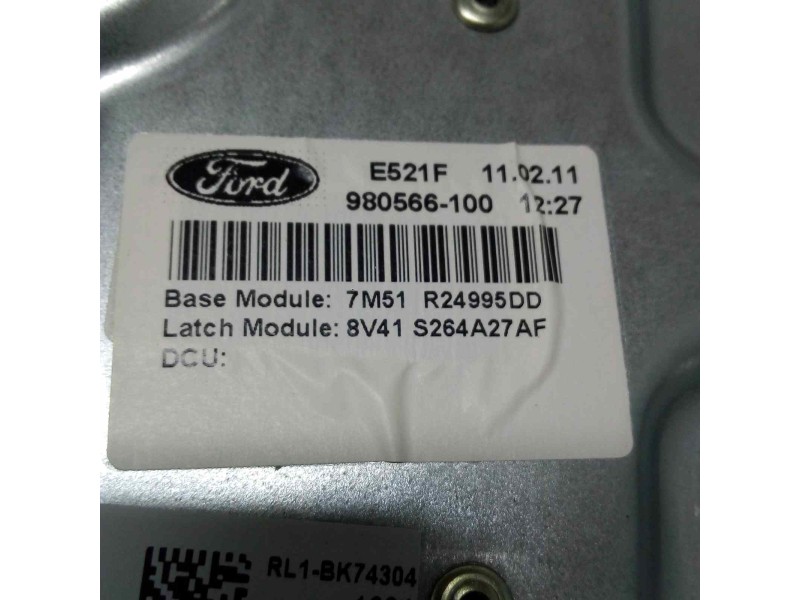 Ford E521F 11.02.11
980566-100 12:27
Base Module: 7M51 R24995DD
Latch Module: 8V41 S264A27AF
DCU:
RL1-BK74304